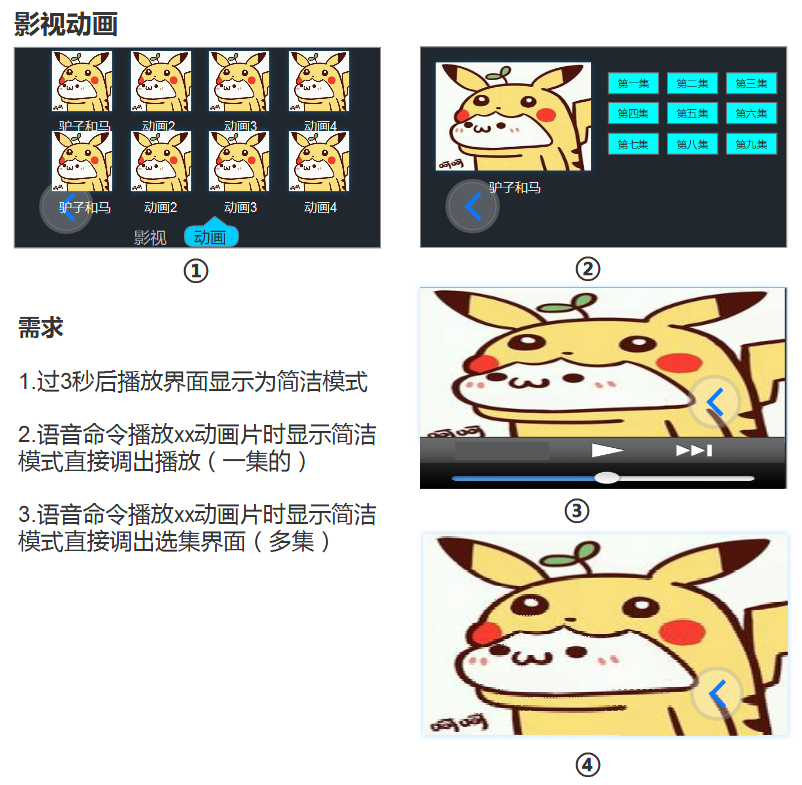 影视动画
驴子和马 动画2 动画3 动画4
驴子和马 动画2 动画3 动画4
影视 动画
①
呵呵
驴子和马
第一集 第二集 第三集
第四集 第五集 第六集
第七集 第八集 第九集
②
需求
1.过3秒后播放界面显示为简洁模式
2.语音命令播放xx动画片时显示简洁
模式直接调出播放（一集的）
3.语音命令播放xx动画片时显示简洁
模式直接调出选集界面（多集）
呵呵
③
呵呵
④